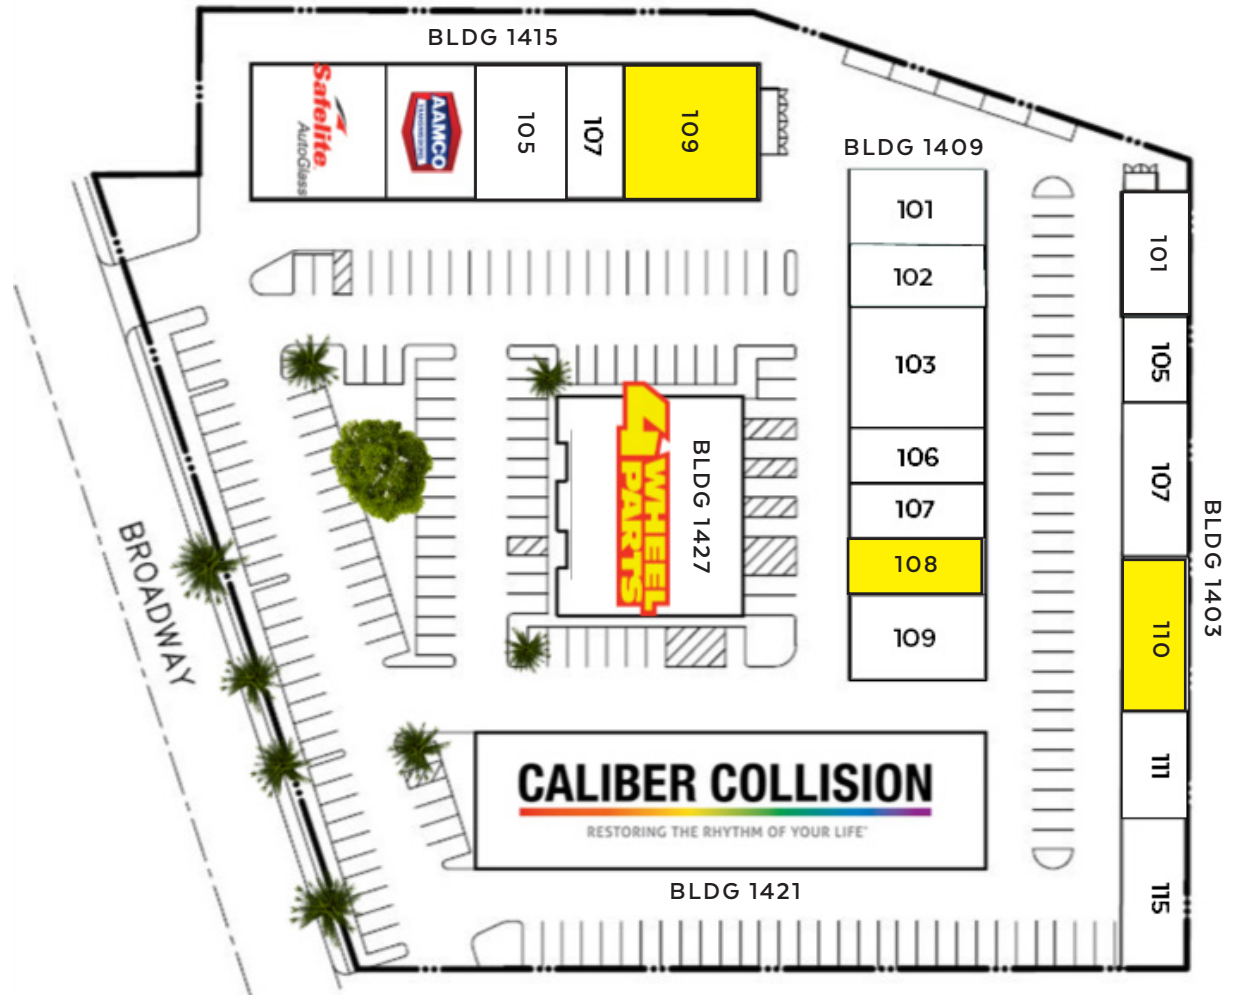 BLDG 1415
Safelite
AutoGlass
AAMCO
TRANSMISSIONS
105
107
109
BLDG 1409
101
102
103
106
107
108
109
101
105
107
110
111
115
BLDG 1403
4 WHEEL
PARTS
BLDG 1427
BROADWAY
CALIBER COLLISION
RESTORING THE RHYTHM OF YOUR LIFE
BLDG 1421